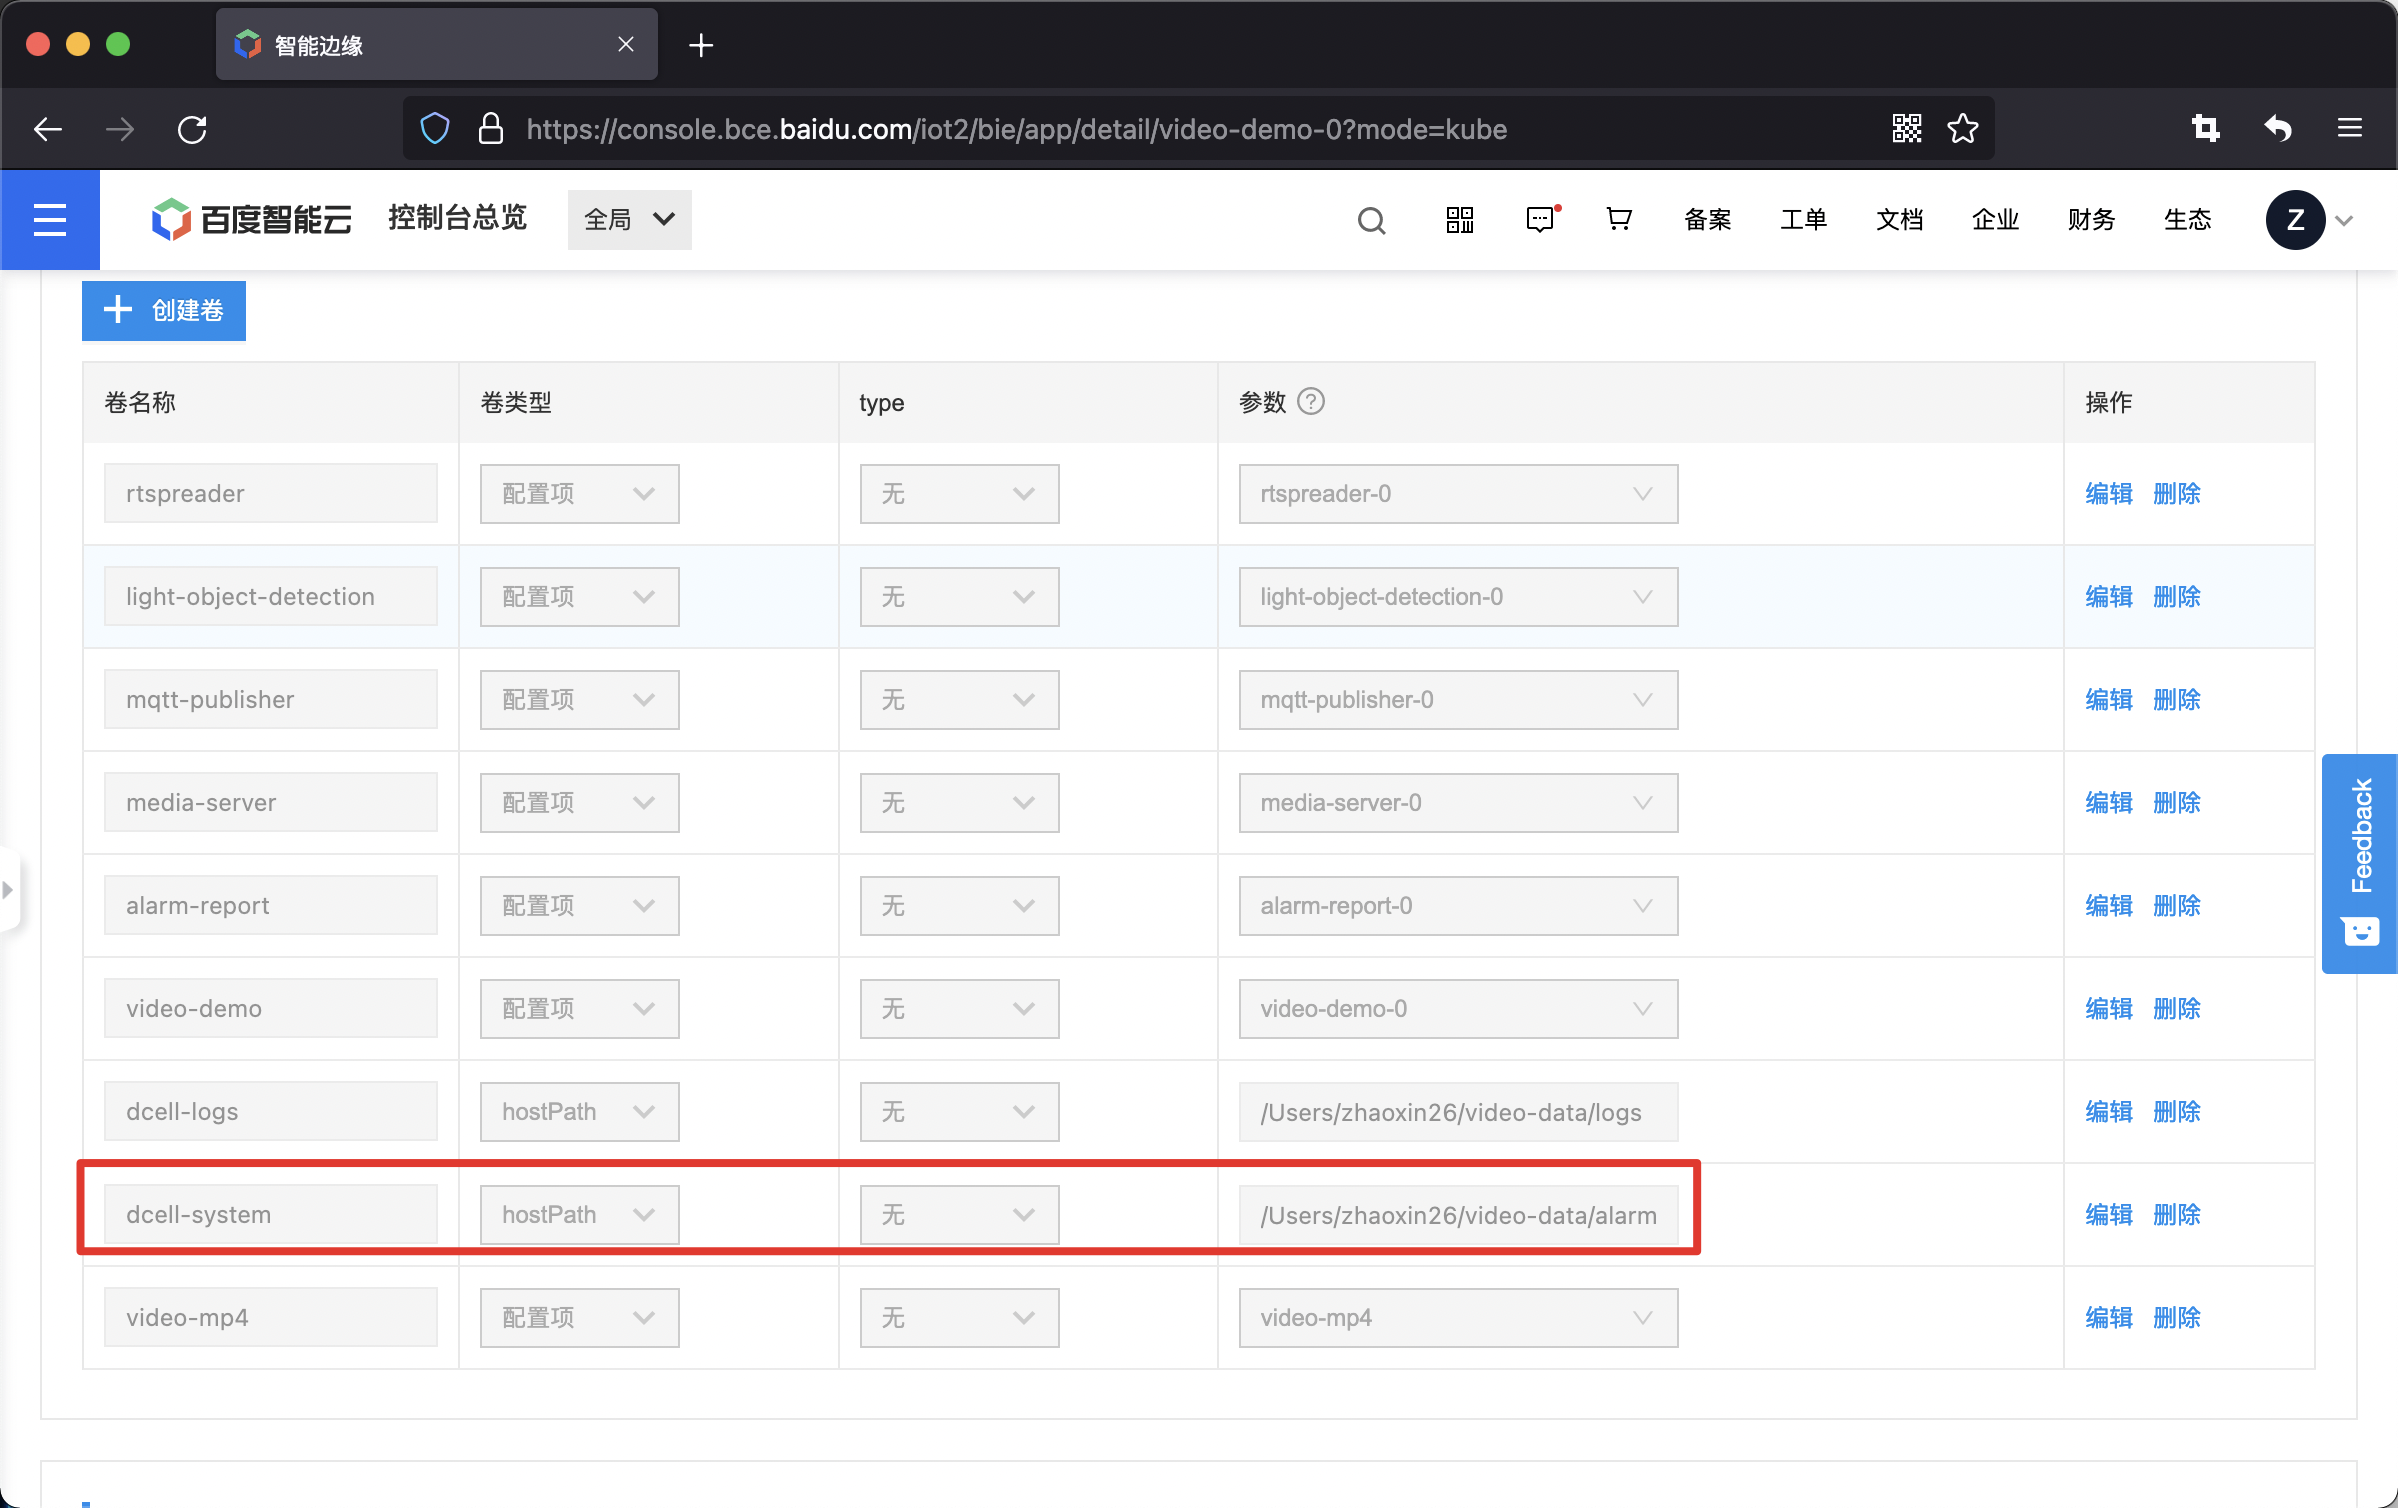 智能边缘
https://console.bce.baidu.com/iot2/bie/app/detail/video-demo-0?mode=kube
百度智能云 控制台总览 全局 备案 工单 文档 企业 财务 生态 Z
创建卷
卷名称 卷类型 type 参数 ? 操作
rtspreader 配置项 无 rtspreader-0 编辑 删除
light-object-detection 配置项 无 light-object-detection-0 编辑 删除
mqtt-publisher 配置项 无 mqtt-publisher-0 编辑 删除
media-server 配置项 无 media-server-0 编辑 删除
alarm-report 配置项 无 alarm-report-0 编辑 删除
video-demo 配置项 无 video-demo-0 编辑 删除
dcell-logs hostPath 无 /Users/zhaoxin26/video-data/logs 编辑 删除
dcell-system hostPath 无 /Users/zhaoxin26/video-data/alarm 编辑 删除
video-mp4 配置项 无 video-mp4 编辑 删除
Feedback